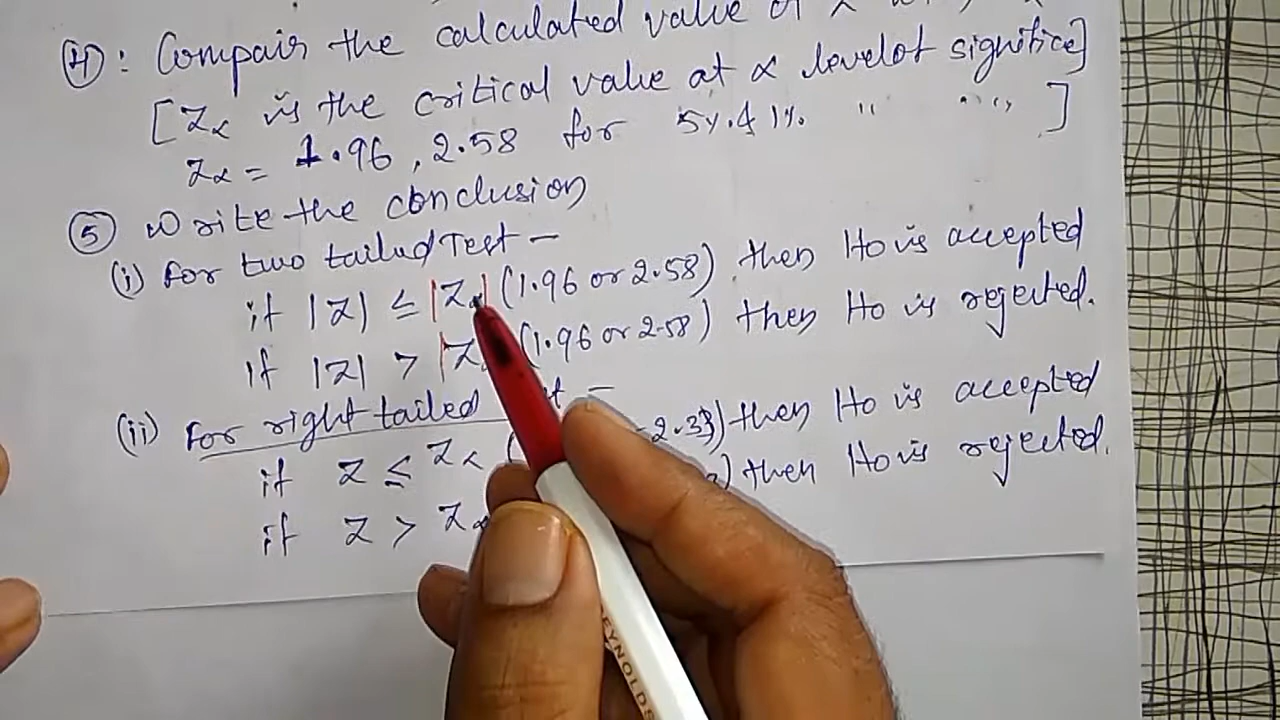 ④: Compair the calculated value of
[Zα is the critical value at α levelof significe]
Zα = 1.96, 2.58 for 5%.& 1%. " " " ]
⑤ Write the conclusion
(i) for two tailed Test –
if |Z| ≤ |Zα| (1.96 or 2.58) then Ho is accepted
if |Z| > |Z (1.96 or 2.58) then Ho is rejected.
(ii) for right tailed –
if Z ≤ Zα ( 2.33) then Ho is accepted
if Z > Zα ) then Ho is rejected.
REYNOLDS